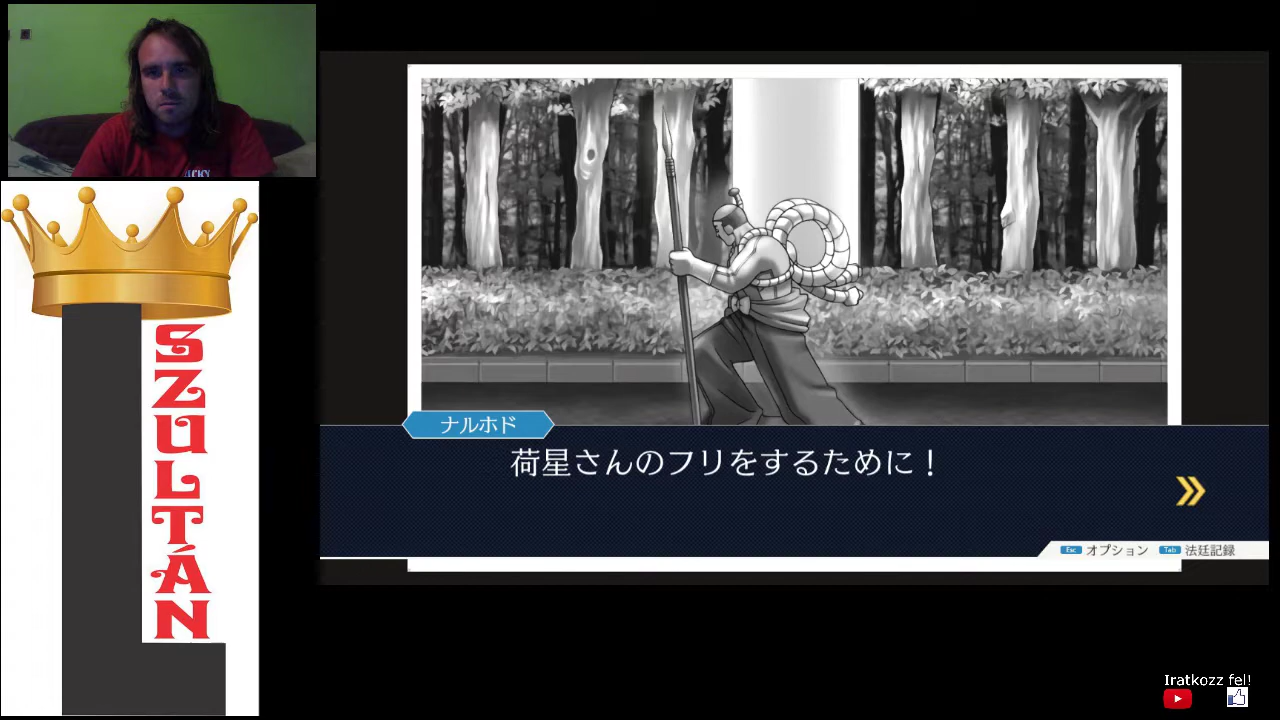 SZULTÁN
ナルホド
荷星さんのフリをするために！
Esc オプション Tab 法廷記録
Iratkozz fel!